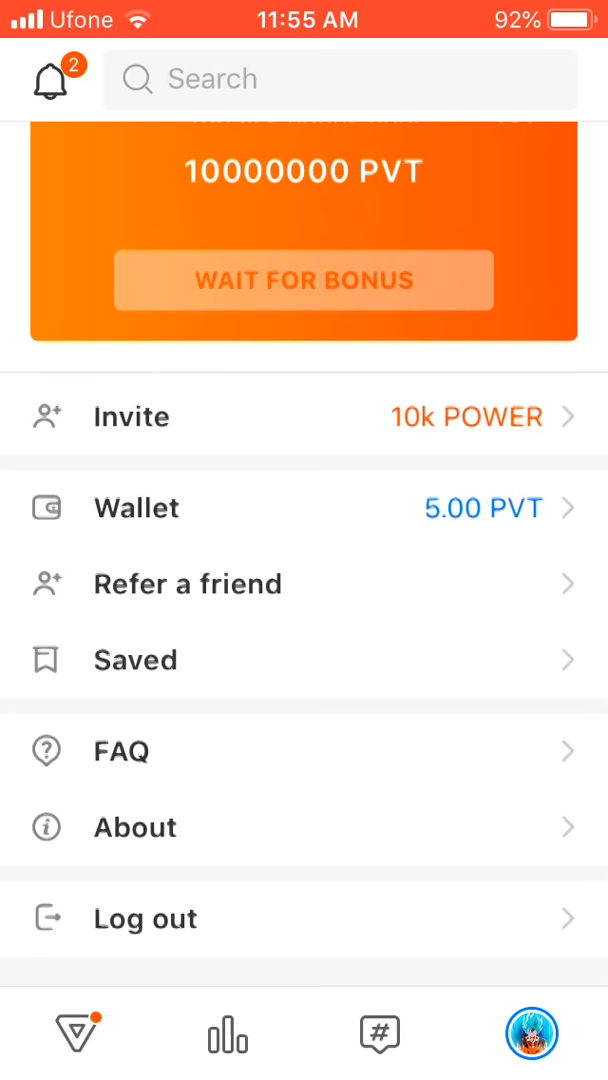 Ufone 11:55 AM 92%
2 Search
10000000 PVT
WAIT FOR BONUS
Invite 10k POWER
Wallet 5.00 PVT
Refer a friend
Saved
FAQ
About
Log out